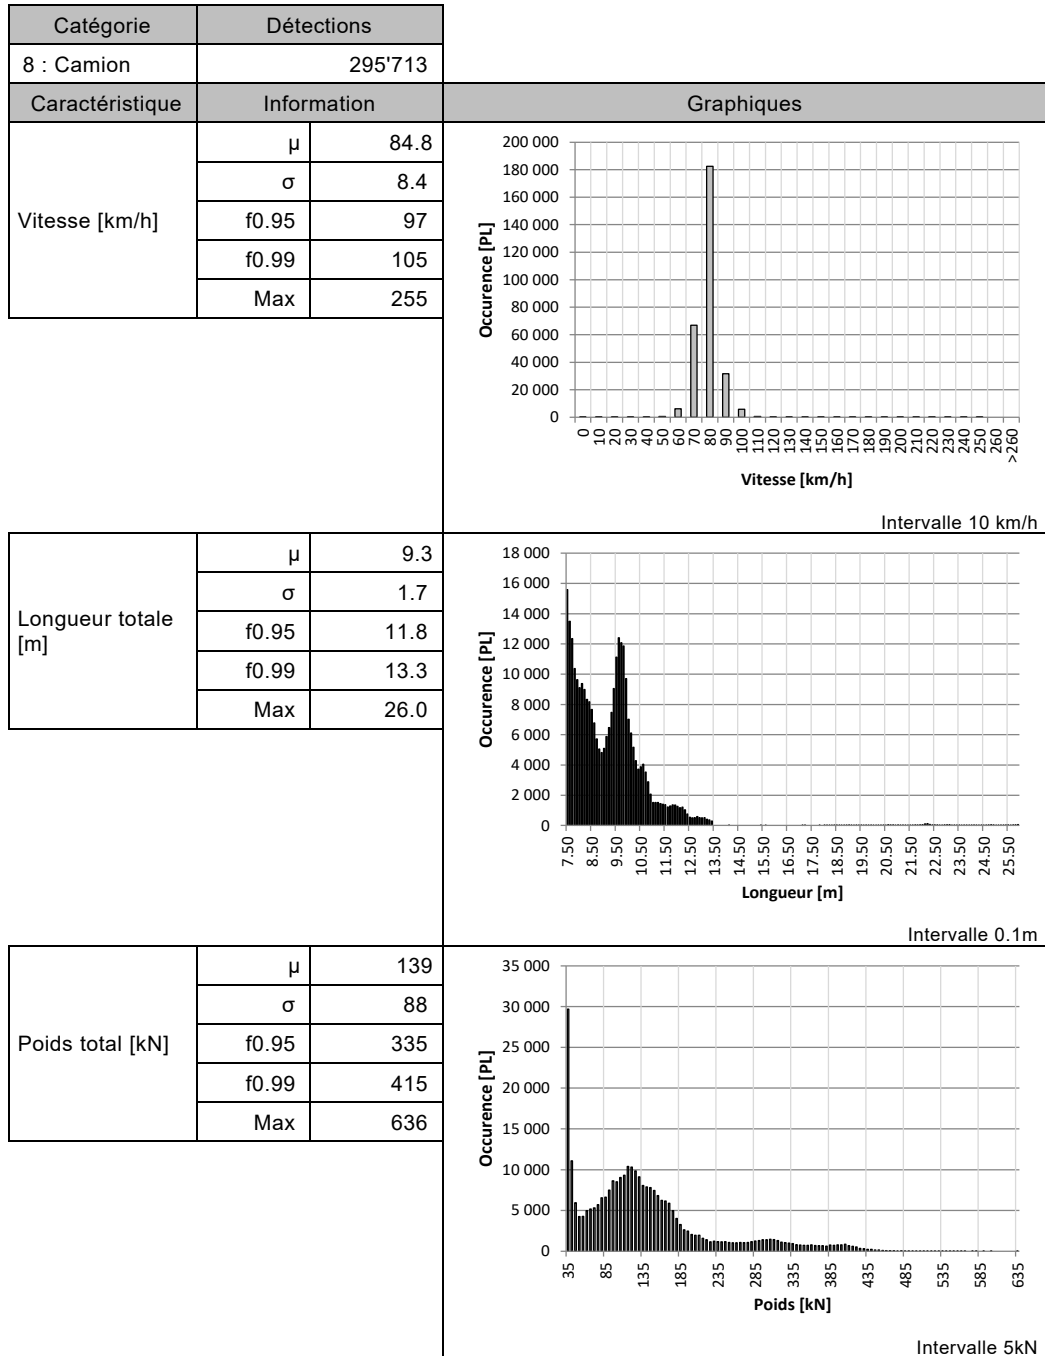 Catégorie Détections
8 : Camion 295'713
Caractéristique Information Graphiques
Vitesse [km/h]
μ 84.8
σ 8.4
f0.95 97
f0.99 105
Max 255
200 000
180 000
160 000
140 000
120 000
100 000
80 000
60 000
40 000
20 000
0
Occurence [PL]
0 10 20 30 40 50 60 70 80 90 100 110 120 130 140 150 160 170 180 190 200 210 220 230 240 250 260 >260
Vitesse [km/h]
Intervalle 10 km/h
Longueur totale
[m]
μ 9.3
σ 1.7
f0.95 11.8
f0.99 13.3
Max 26.0
18 000
16 000
14 000
12 000
10 000
8 000
6 000
4 000
2 000
0
Occurence [PL]
7.50 8.50 9.50 10.50 11.50 12.50 13.50 14.50 15.50 16.50 17.50 18.50 19.50 20.50 21.50 22.50 23.50 24.50 25.50
Longueur [m]
Intervalle 0.1m
Poids total [kN]
μ 139
σ 88
f0.95 335
f0.99 415
Max 636
35 000
30 000
25 000
20 000
15 000
10 000
5 000
0
Occurence [PL]
35 85 135 185 235 285 335 385 435 485 535 585 635
Poids [kN]
Intervalle 5kN